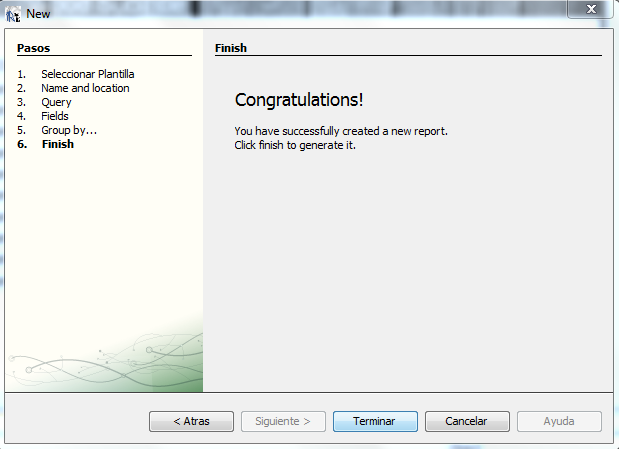 New
Pasos
1. Seleccionar Plantilla
2. Name and location
3. Query
4. Fields
5. Group by...
6. Finish
Finish
Congratulations!
You have successfully created a new report.
Click finish to generate it.
< Atras
Siguiente >
Terminar
Cancelar
Ayuda